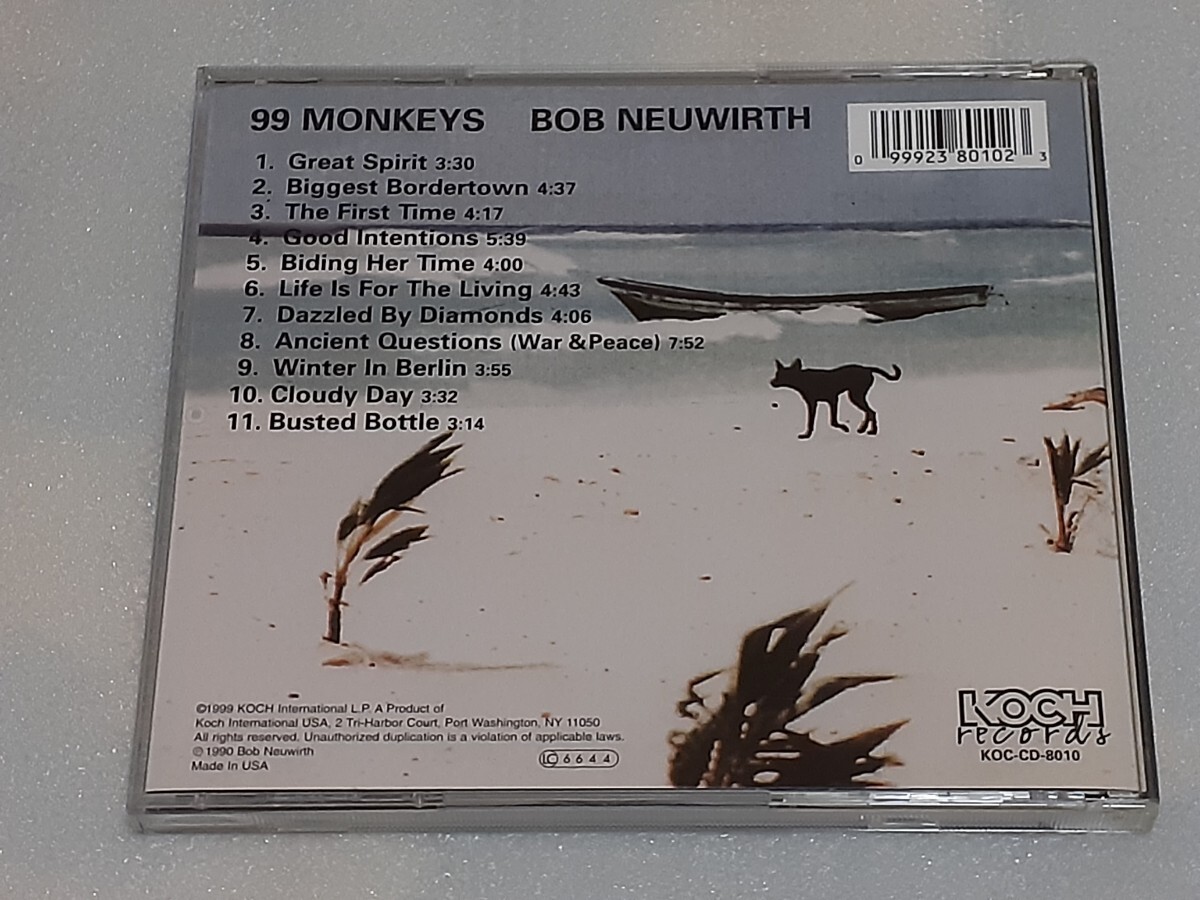 99 MONKEYS BOB NEUWIRTH
0 99923 80102 3
1. Great Spirit 3:30
2. Biggest Bordertown 4:37
3. The First Time 4:17
4. Good Intentions 5:39
5. Biding Her Time 4:00
6. Life Is For The Living 4:43
7. Dazzled By Diamonds 4:06
8. Ancient Questions (War &Peace) 7:52
9. Winter In Berlin 3:55
10. Cloudy Day 3:32
11. Busted Bottle 3:14
©1999 KOCH International L.P. A Product of
Koch International USA, 2 Tri-Harbor Court, Port Washington, NY 11050
All rights reserved. Unauthorized duplication is a violation of applicable laws.
℗ 1990 Bob Neuwirth
Made In USA
LC 6644
KOCH
records
KOC-CD-8010